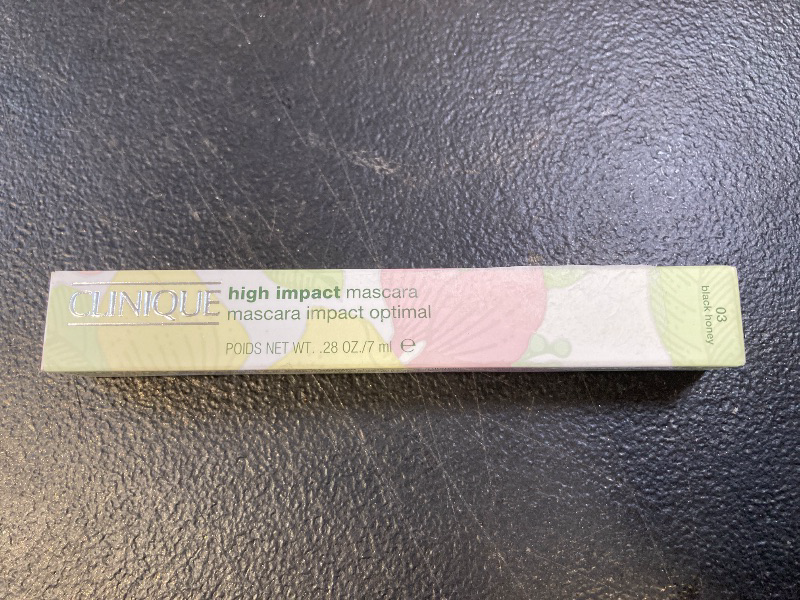 CLINIQUE
high impact mascara
mascara impact optimal
POIDS NET WT. .28 OZ./7 ml ℮
03
black honey